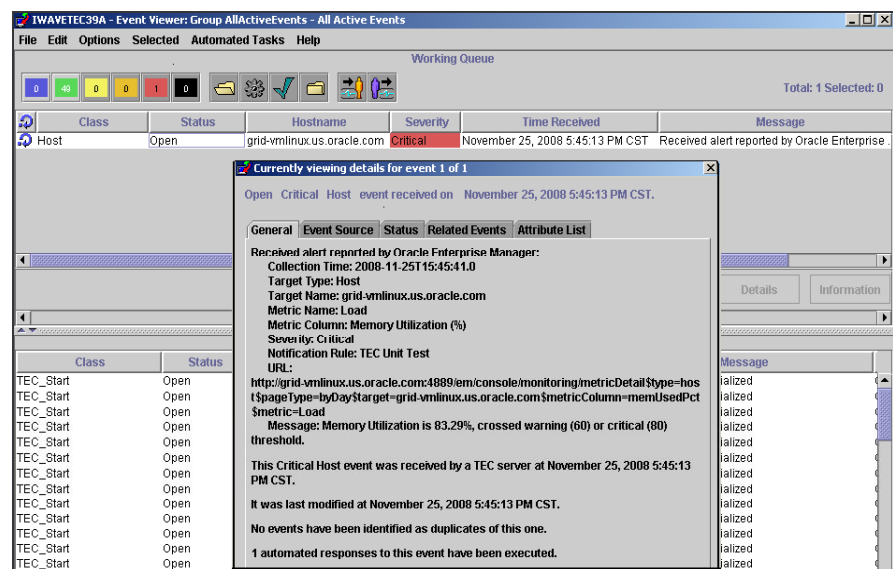 IWAVETEC39A - Event Viewer: Group AllActiveEvents - All Active Events
File Edit Options Selected Automated Tasks Help
Working Queue
0 49 0 0 1 0
Total: 1 Selected: 0
Class Status Hostname Severity Time Received Message
Host Open grid-vmlinux.us.oracle.com Critical November 25, 2008 5:45:13 PM CST Received alert reported by Oracle Enterprise .
Currently viewing details for event 1 of 1
Open Critical Host event received on November 25, 2008 5:45:13 PM CST.
General Event Source Status Related Events Attribute List
Received alert reported by Oracle Enterprise Manager:
Collection Time: 2008-11-25T15:45:41.0
Target Type: Host
Target Name: grid-vmlinux.us.oracle.com
Metric Name: Load
Metric Column: Memory Utilization (%)
Severity: Critical
Notification Rule: TEC Unit Test
URL:
http://grid-vmlinux.us.oracle.com:4889/em/console/monitoring/metricDetail$type=hos
t$pageType=byDay$target=grid-vmlinux.us.oracle.com$metricColumn=memUsedPct
$metric=Load
Message: Memory Utilization is 83.29%, crossed warning (60) or critical (80)
threshold.
This Critical Host event was received by a TEC server at November 25, 2008 5:45:13
PM CST.
It was last modified at November 25, 2008 5:45:13 PM CST.
No events have been identified as duplicates of this one.
1 automated responses to this event have been executed.
Details Information
Class Status Message
TEC_Start Open ialized
TEC_Start Open ialized
TEC_Start Open ialized
TEC_Start Open ialized
TEC_Start Open ialized
TEC_Start Open ialized
TEC_Start Open ialized
TEC_Start Open ialized
TEC_Start Open ialized
TEC_Start Open ialized
TEC_Start Open ialized
TEC_Start Open ialized
TEC_Start Open ialized